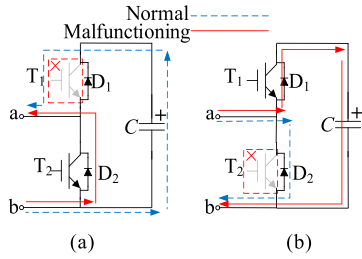 Normal
Malfunctioning
T1 D1 + C a T2 D2 b
T1 D1 + C a T2 D2 b
(a) (b)